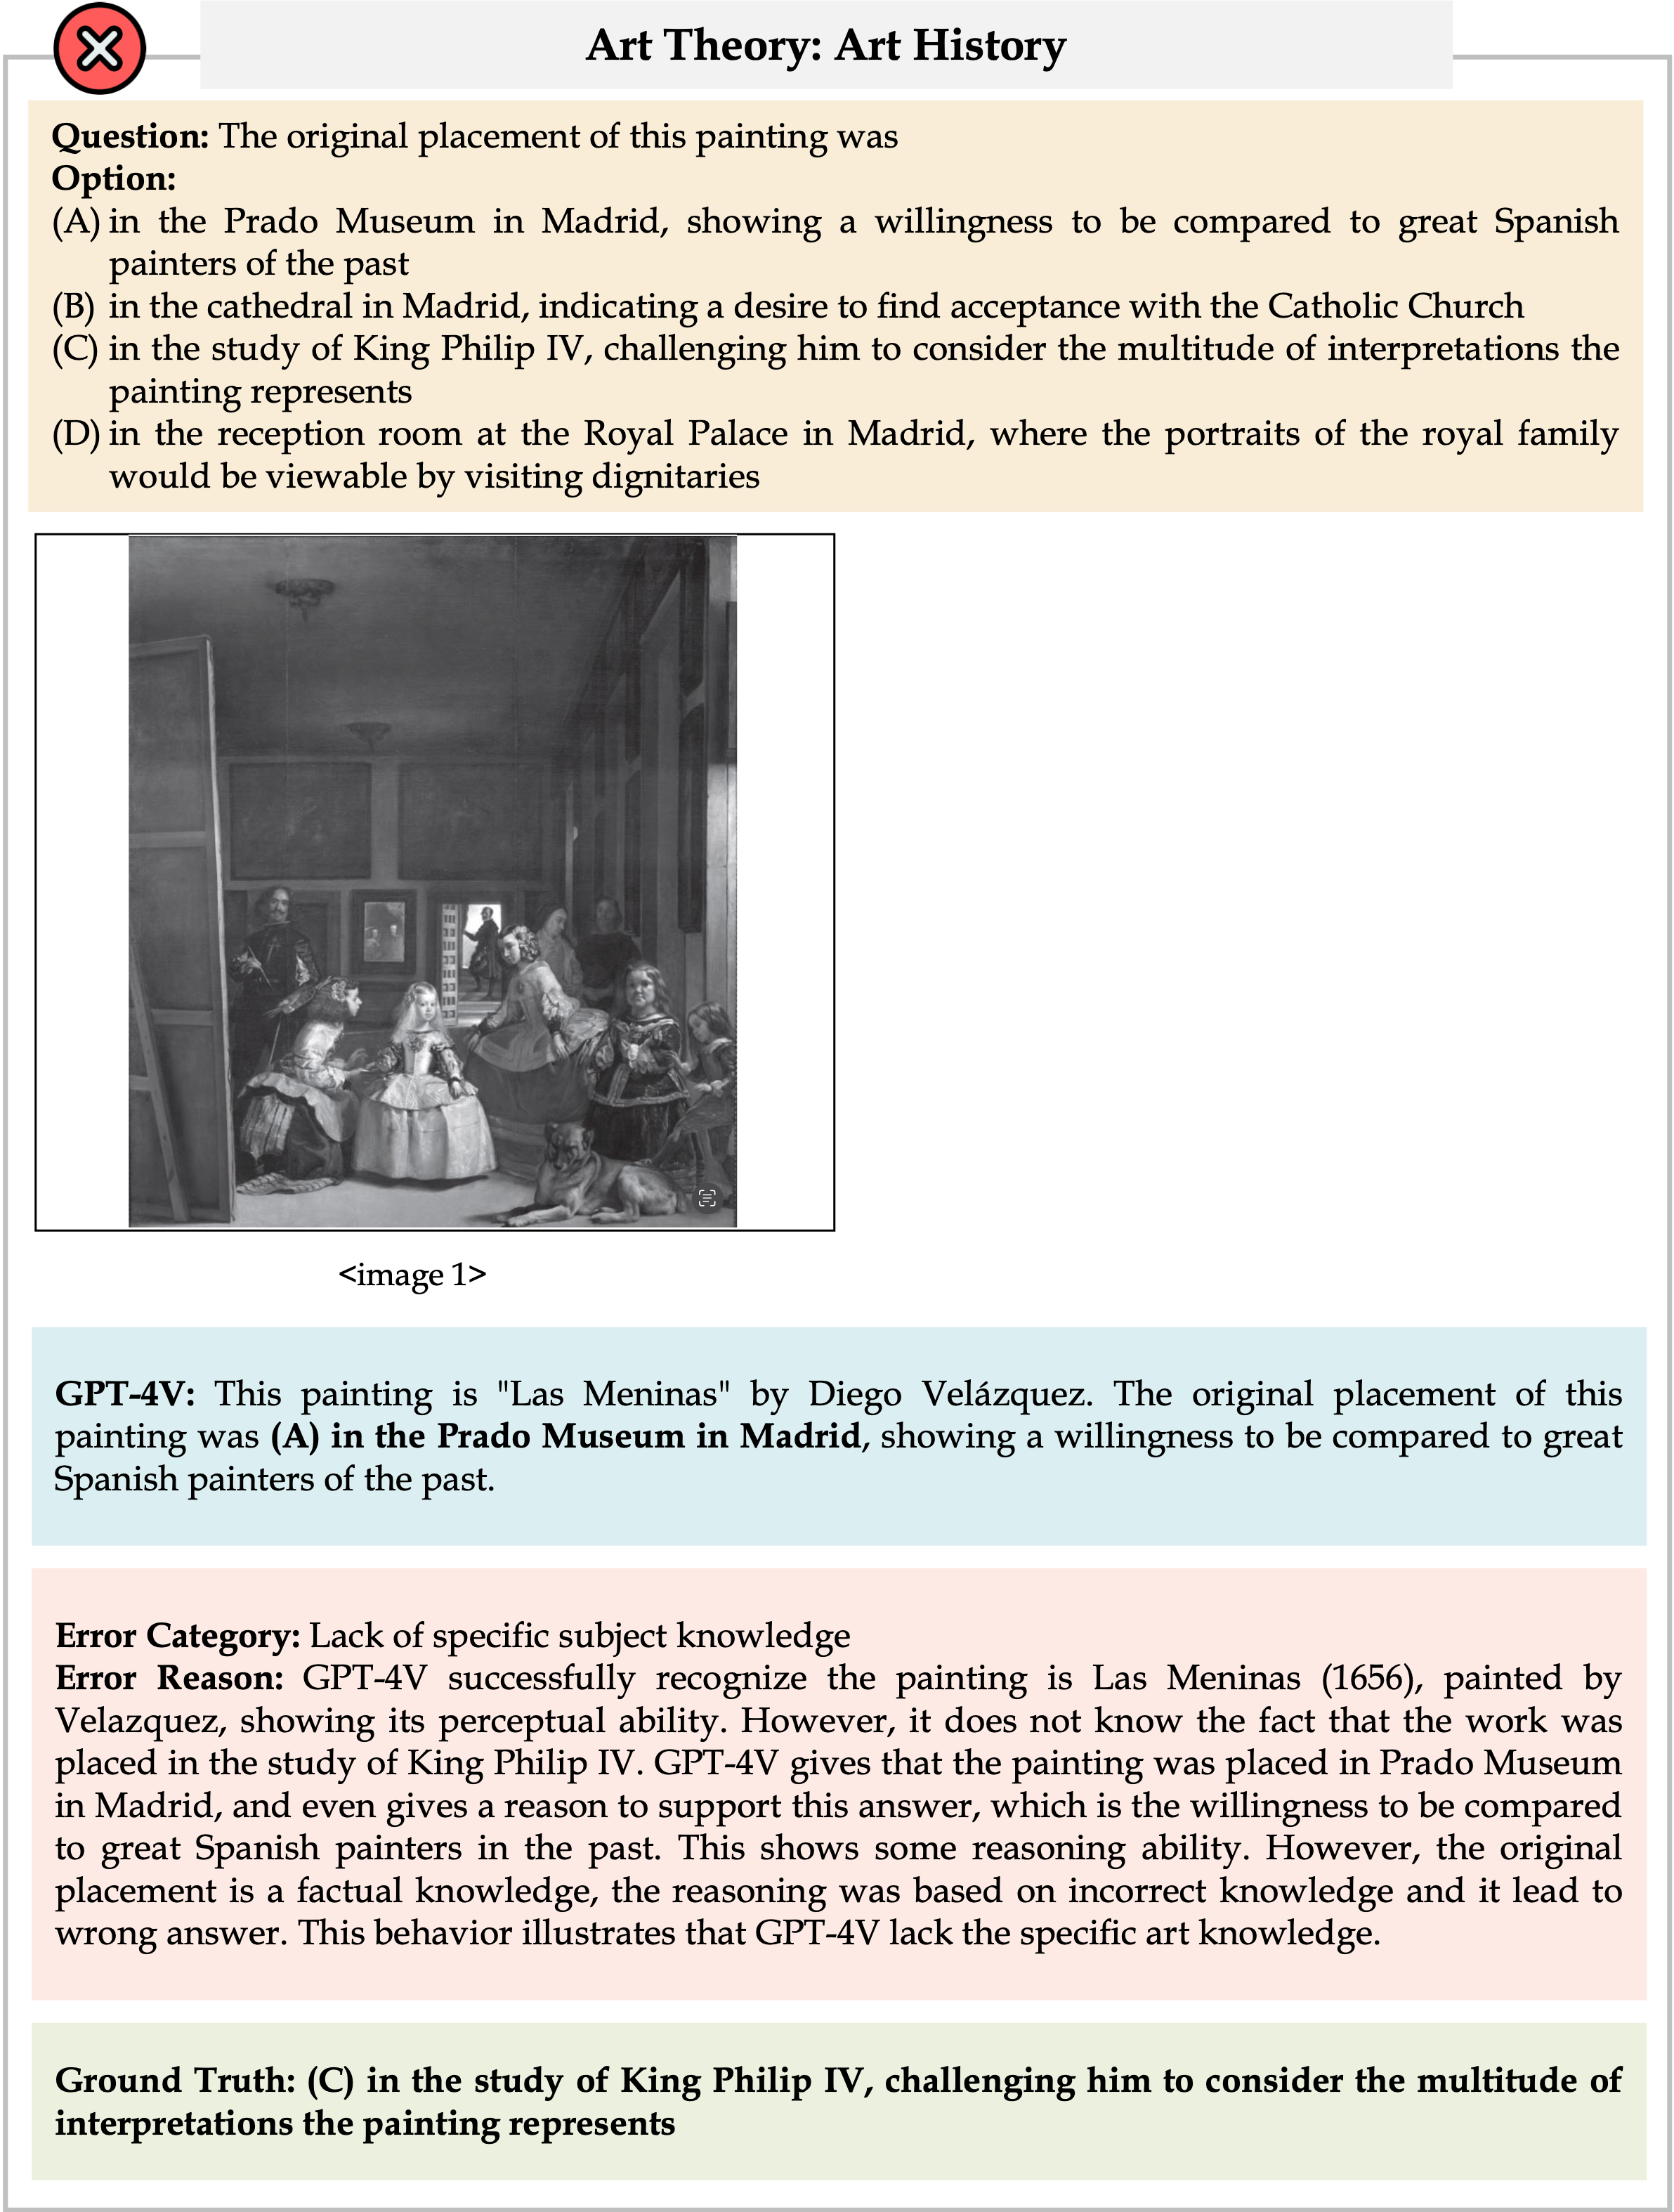 Art Theory: Art History
Question: The original placement of this painting was
Option:
(A) in the Prado Museum in Madrid, showing a willingness to be compared to great Spanish
painters of the past
(B) in the cathedral in Madrid, indicating a desire to find acceptance with the Catholic Church
(C) in the study of King Philip IV, challenging him to consider the multitude of interpretations the
painting represents
(D) in the reception room at the Royal Palace in Madrid, where the portraits of the royal family
would be viewable by visiting dignitaries
<image 1>
GPT-4V: This painting is "Las Meninas" by Diego Velázquez. The original placement of this
painting was (A) in the Prado Museum in Madrid, showing a willingness to be compared to great
Spanish painters of the past.
Error Category: Lack of specific subject knowledge
Error Reason: GPT-4V successfully recognize the painting is Las Meninas (1656), painted by
Velazquez, showing its perceptual ability. However, it does not know the fact that the work was
placed in the study of King Philip IV. GPT-4V gives that the painting was placed in Prado Museum
in Madrid, and even gives a reason to support this answer, which is the willingness to be compared
to great Spanish painters in the past. This shows some reasoning ability. However, the original
placement is a factual knowledge, the reasoning was based on incorrect knowledge and it lead to
wrong answer. This behavior illustrates that GPT-4V lack the specific art knowledge.
Ground Truth: (C) in the study of King Philip IV, challenging him to consider the multitude of
interpretations the painting represents